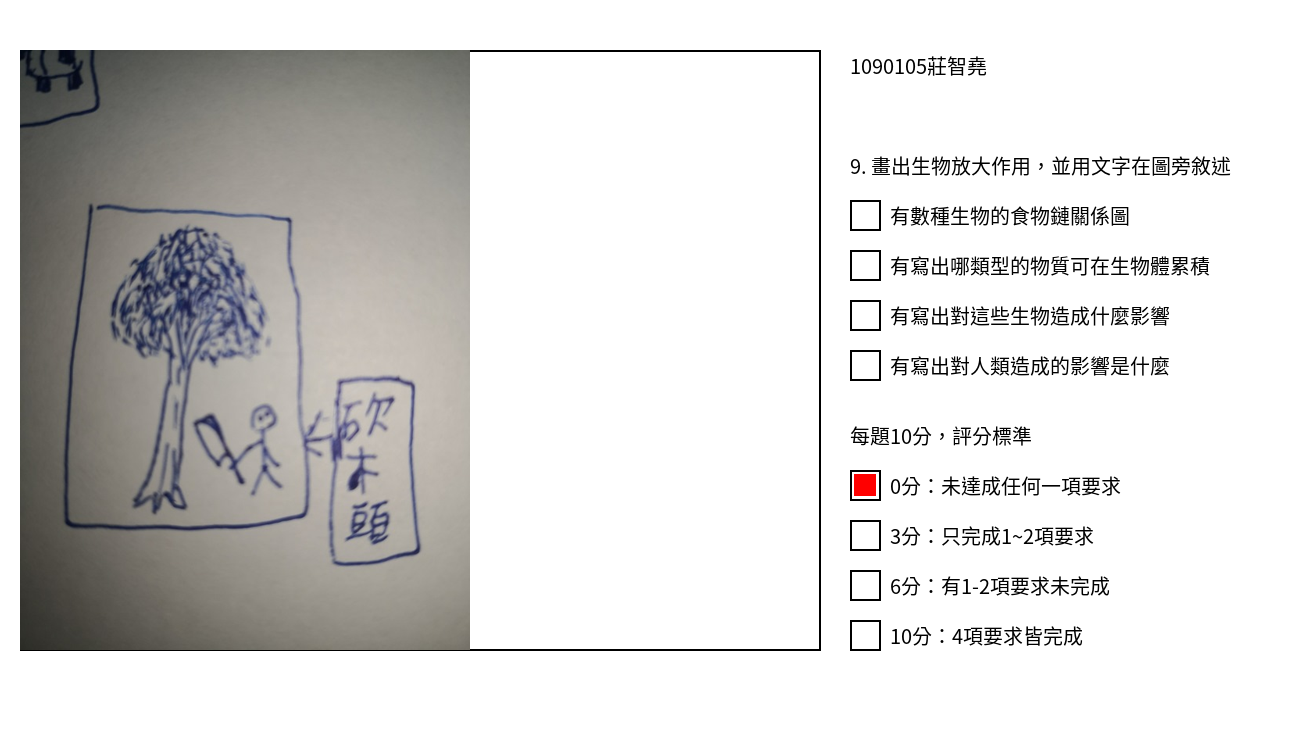 砍
木
頭
1090105莊智堯
9. 畫出生物放大作用，並用文字在圖旁敘述
有數種生物的食物鏈關係圖
有寫出哪類型的物質可在生物體累積
有寫出對這些生物造成什麼影響
有寫出對人類造成的影響是什麼
每題10分，評分標準
0分：未達成任何一項要求
3分：只完成1~2項要求
6分：有1-2項要求未完成
10分：4項要求皆完成